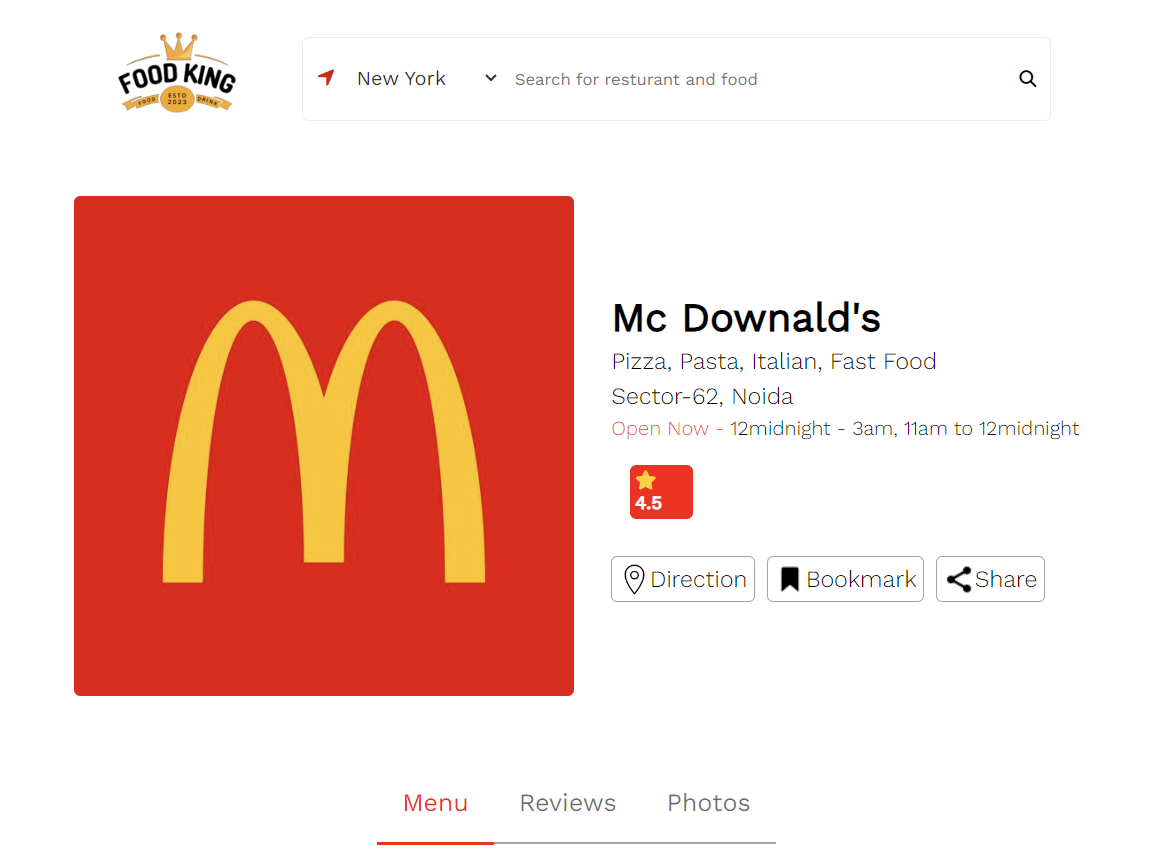 FOOD KING
FOOD
ESTD
2023
DRINK
New York
Search for resturant and food
Mc Downald's
Pizza, Pasta, Italian, Fast Food
Sector-62, Noida
Open Now - 12midnight - 3am, 11am to 12midnight
4.5
Direction
Bookmark
Share
Menu
Reviews
Photos